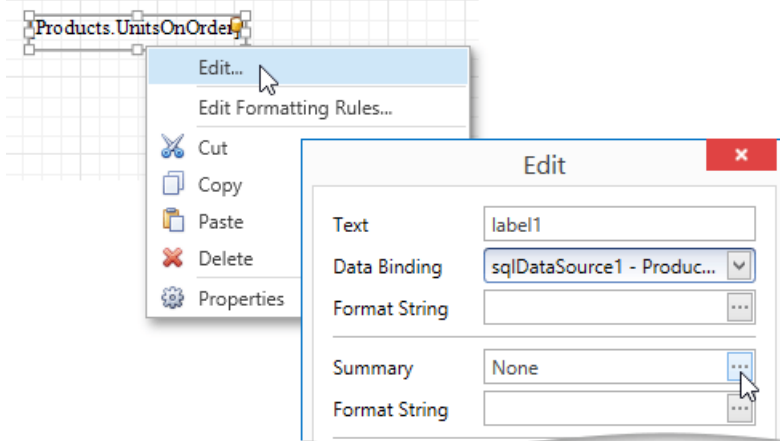 Products.UnitsOnOrder
Edit...
Edit Formatting Rules...
Cut
Copy
Paste
Delete
Properties
Edit
Text
label1
Data Binding
sqlDataSource1 - Produc...
Format String
...
Summary
None
...
Format String
...